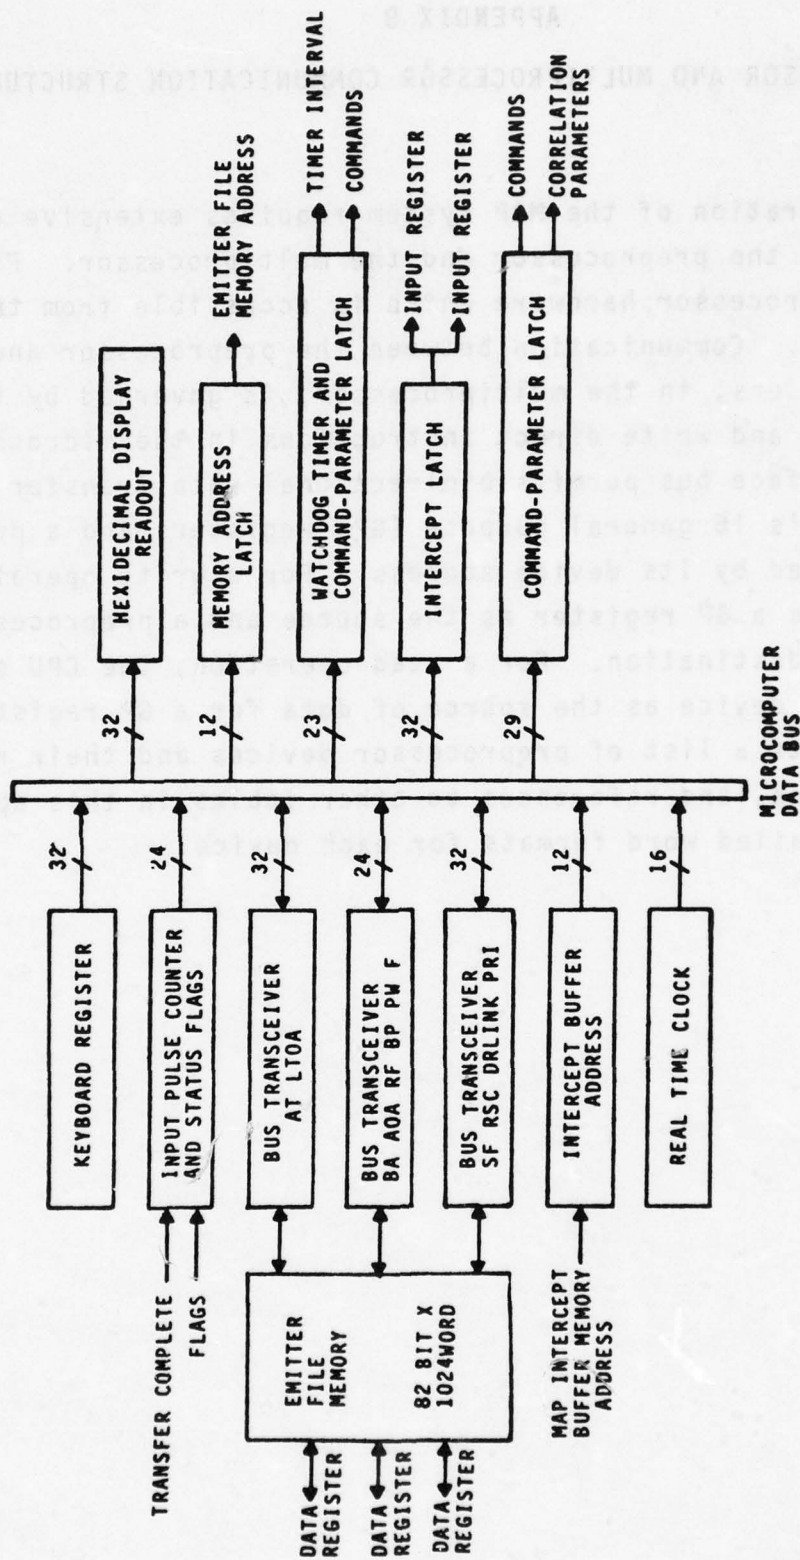 HEXIDECIMAL DISPLAY
READOUT
32
MEMORY ADDRESS
LATCH
12
EMITTER FILE
MEMORY ADDRESS
WATCHDOG TIMER AND
COMMAND-PARAMETER LATCH
23
TIMER INTERVAL
COMMANDS
INTERCEPT LATCH
32
INPUT REGISTER
INPUT REGISTER
COMMAND-PARAMETER LATCH
29
COMMANDS
CORRELATION
PARAMETERS
MICROCOMPUTER
DATA BUS
KEYBOARD REGISTER
32
TRANSFER COMPLETE
FLAGS
INPUT PULSE COUNTER
AND STATUS FLAGS
24
BUS TRANSCEIVER
AT LTOA
32
BUS TRANSCEIVER
BA AOA RF BP PW F
24
BUS TRANSCEIVER
SF RSC DRLINK PRI
32
DATA
REGISTER
DATA
REGISTER
DATA
REGISTER
EMITTER
FILE
MEMORY
82 BIT X
1024WORD
MAP INTERCEPT
BUFFER MEMORY
ADDRESS
INTERCEPT BUFFER
ADDRESS
12
REAL TIME CLOCK
16